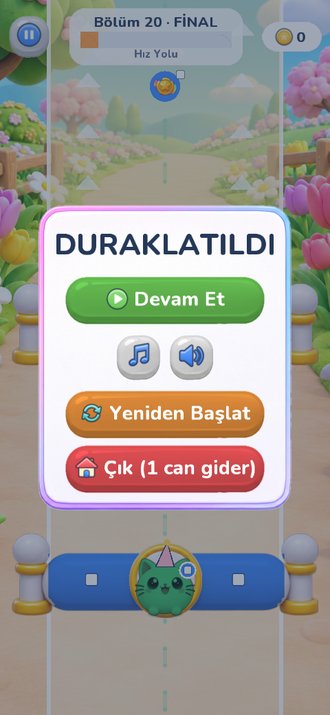 Bölüm 20 · FİNAL
0
Hız Yolu
DURAKLATILDI
Devam Et
Yeniden Başlat
Çık (1 can gider)